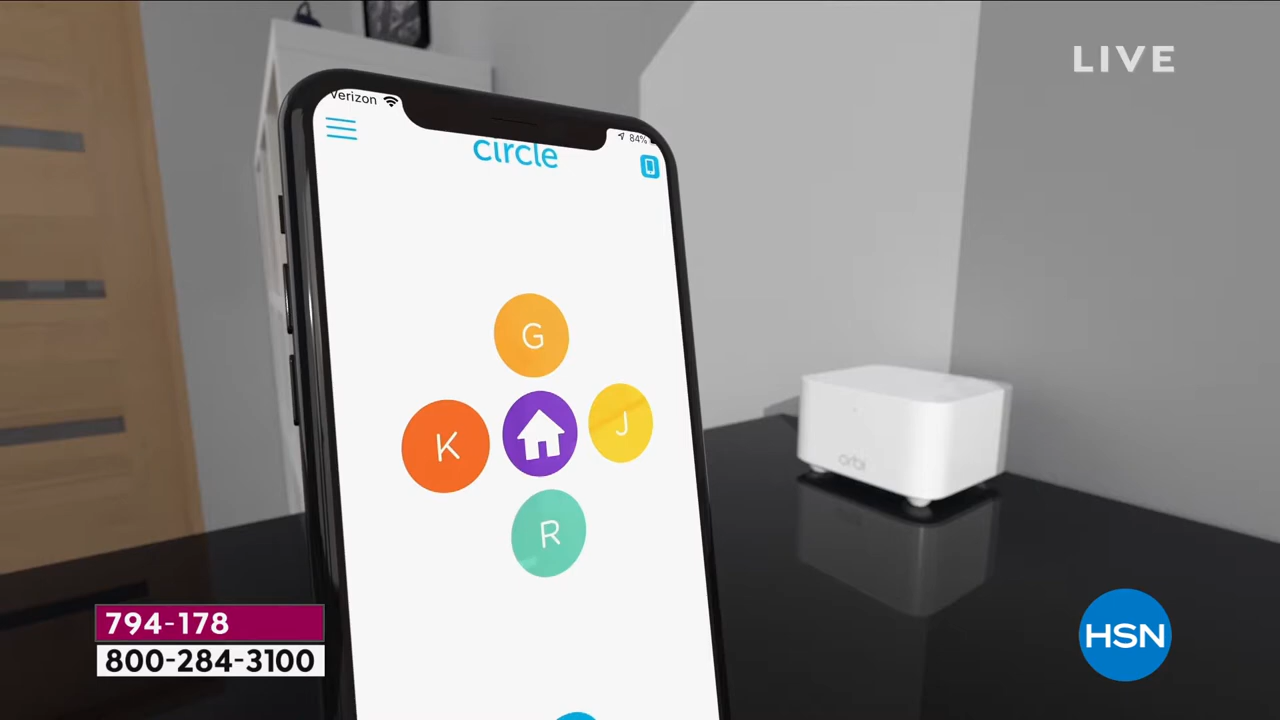 LIVE
verizon
84%
circle
G
K
J
R
orbi
794-178
800-284-3100
HSN